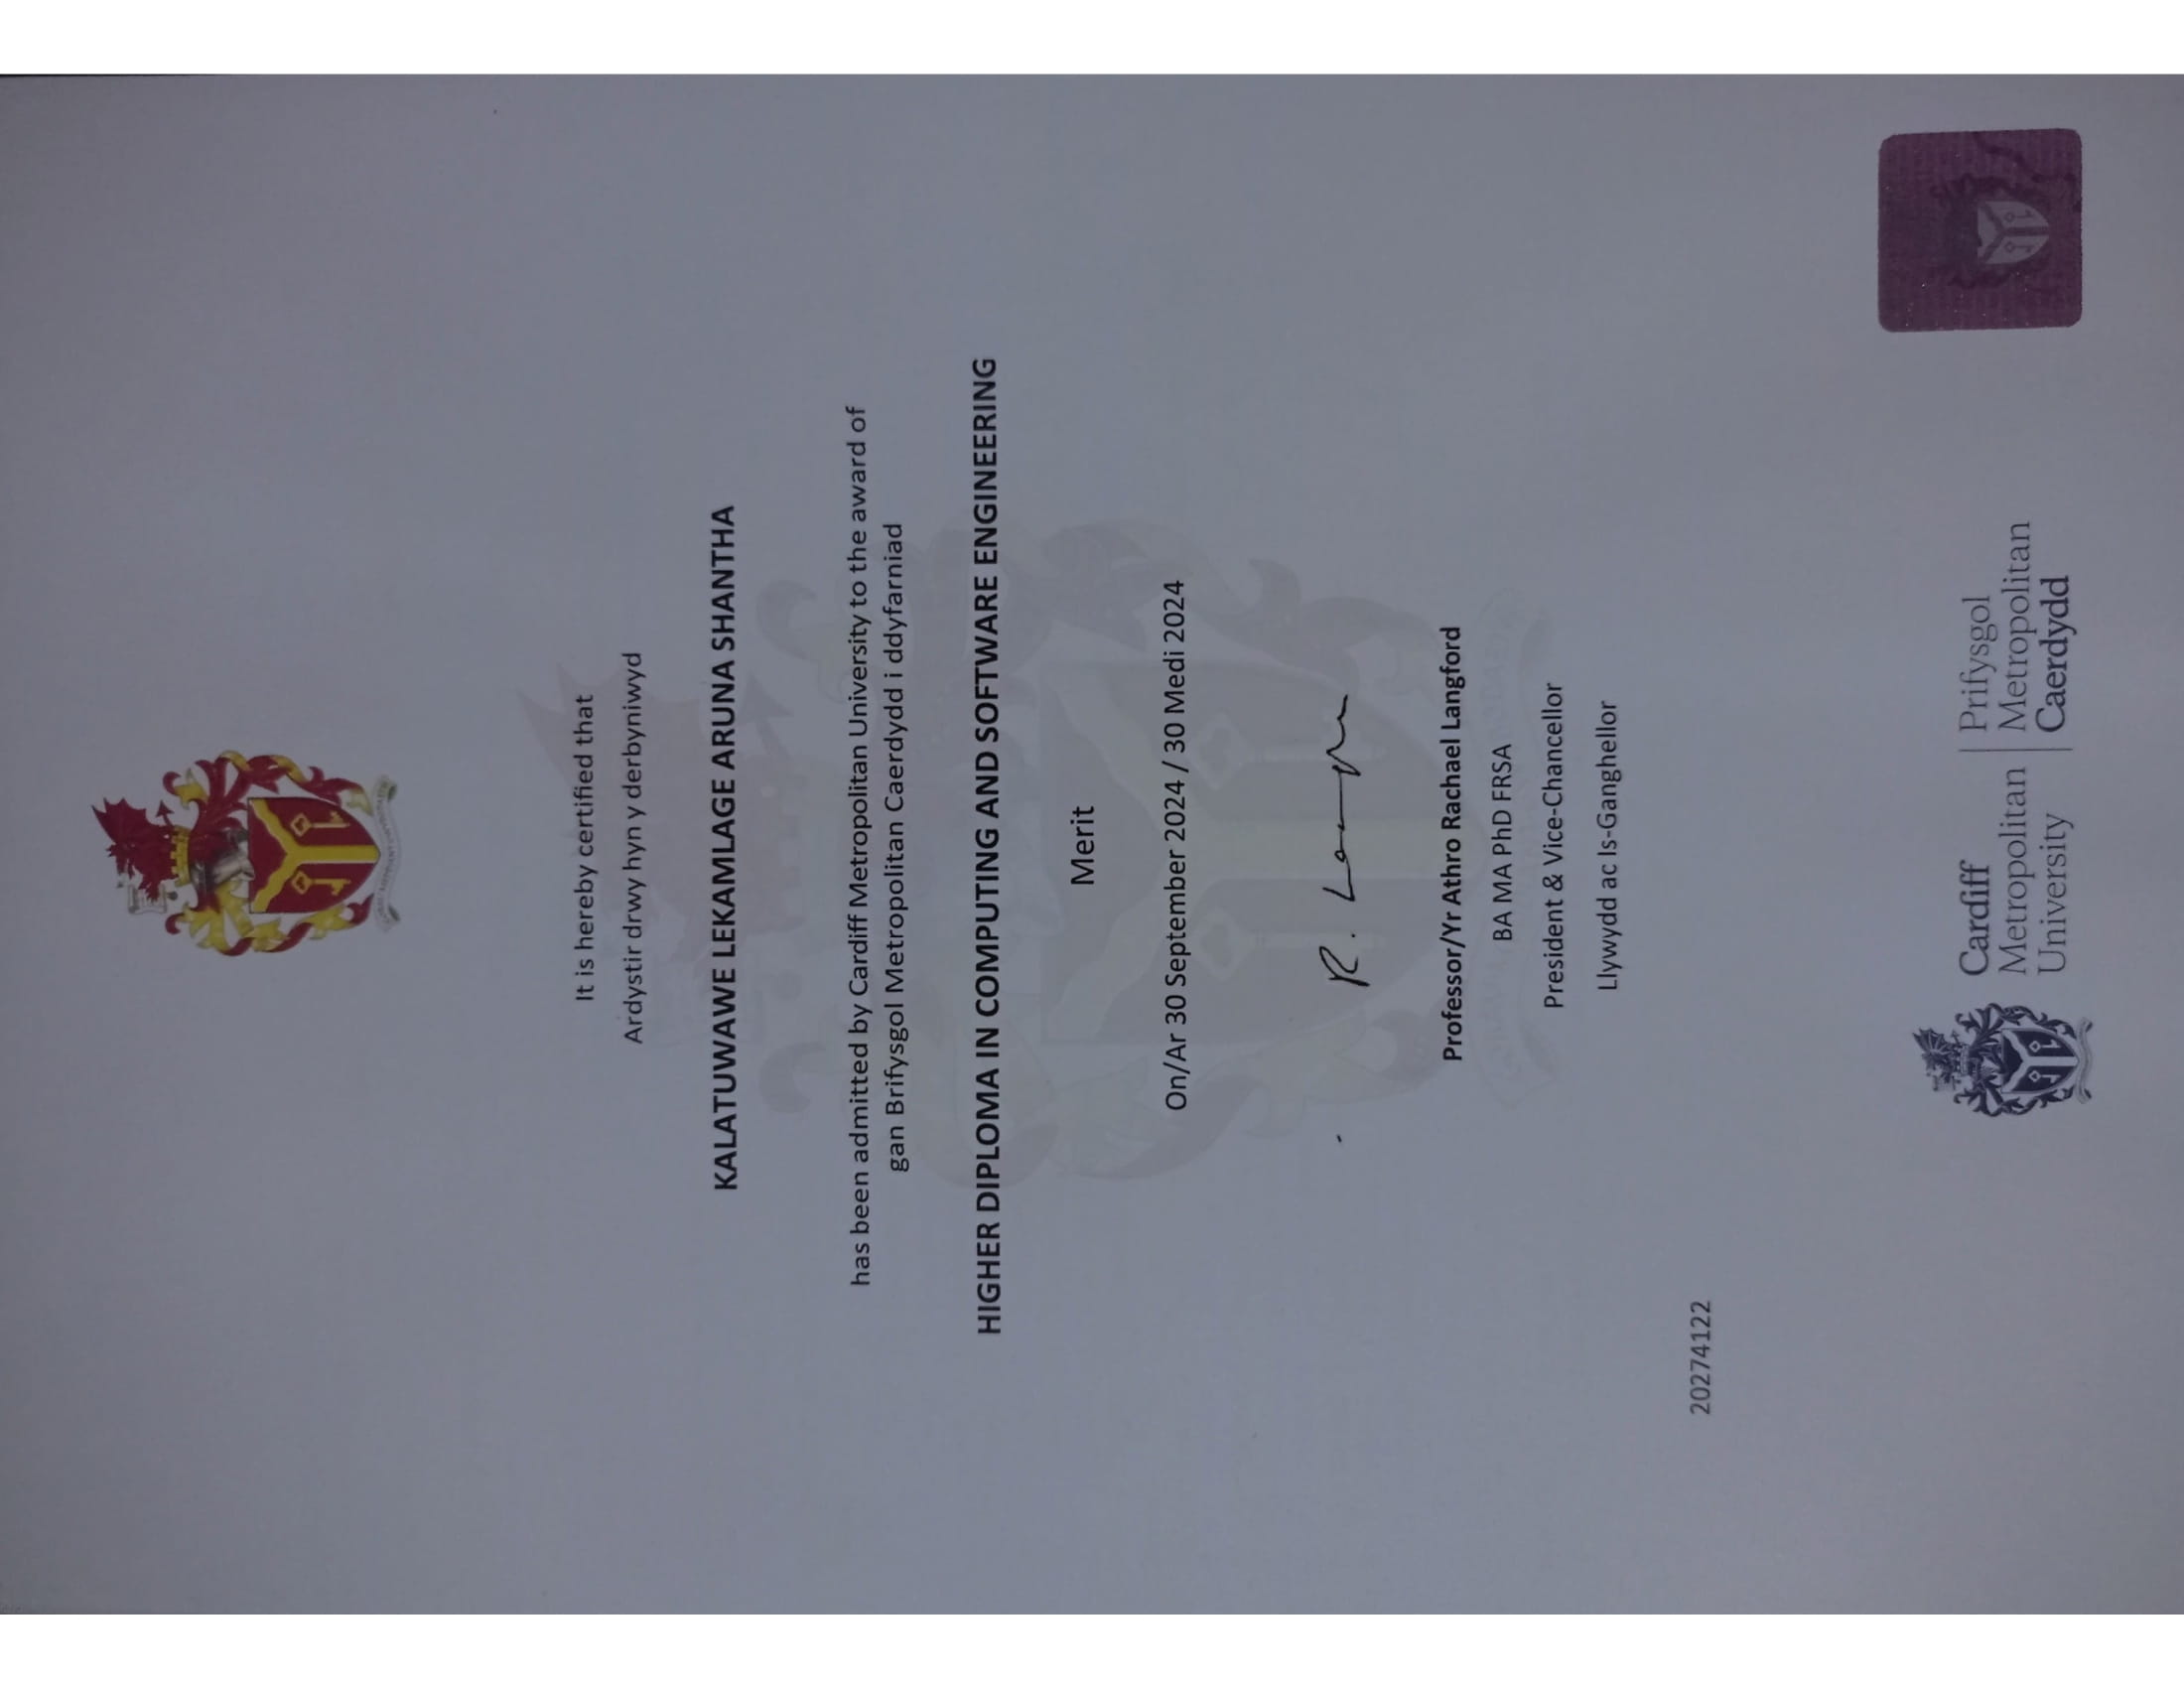 It is hereby certified that
Ardystir drwy hyn y derbyniwyd
KALATUWAWE LEKAMLAGE ARUNA SHANTHA
has been admitted by Cardiff Metropolitan University to the award of
gan Brifysgol Metropolitan Caerdydd i ddyfarniad
HIGHER DIPLOMA IN COMPUTING AND SOFTWARE ENGINEERING
Merit
On/Ar 30 September 2024 / 30 Medi 2024
R.
Professor/Yr Athro Rachael Langford
BA MA PhD FRSA
President & Vice-Chancellor
Llywydd ac Is-Ganghellor
20274122
Cardiff
Metropolitan
University
Prifysgol
Metropolitan
Caerdydd